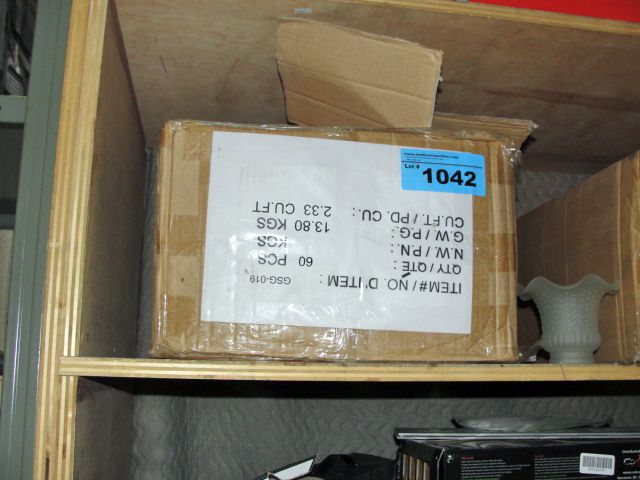 Lot #
1042
ITEM# / NO. D'ITEM : GSG-019
QTY / QTE : 60 PCS
N.W / P.N. : KGS
G.W / P.G : 13.80 KGS
CU.FT / PD. CU. : 2.33 CU.FT